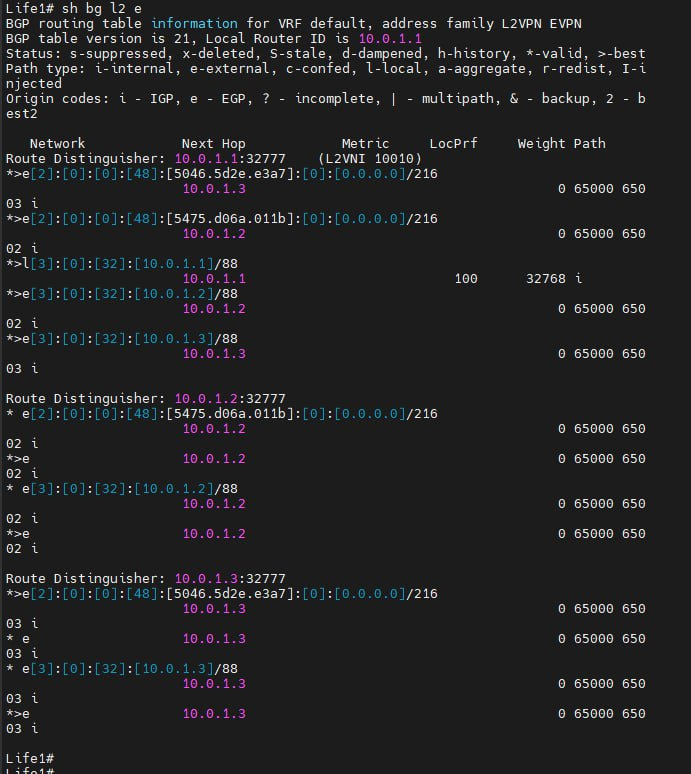 Life1# sh bg l2 e
BGP routing table information for VRF default, address family L2VPN EVPN
BGP table version is 21, Local Router ID is 10.0.1.1
Status: s-suppressed, x-deleted, S-stale, d-dampened, h-history, *-valid, >-best
Path type: i-internal, e-external, c-confed, l-local, a-aggregate, r-redist, I-i
njected
Origin codes: i - IGP, e - EGP, ? - incomplete, | - multipath, & - backup, 2 - b
est2
   Network            Next Hop            Metric     LocPrf     Weight Path
Route Distinguisher: 10.0.1.1:32777    (L2VNI 10010)
*>e[2]:[0]:[0]:[48]:[5046.5d2e.e3a7]:[0]:[0.0.0.0]/216
                      10.0.1.3                                       0 65000 650
03 i
*>e[2]:[0]:[0]:[48]:[5475.d06a.011b]:[0]:[0.0.0.0]/216
                      10.0.1.2                                       0 65000 650
02 i
*>l[3]:[0]:[32]:[10.0.1.1]/88
                      10.0.1.1                          100      32768 i
*>e[3]:[0]:[32]:[10.0.1.2]/88
                      10.0.1.2                                       0 65000 650
02 i
*>e[3]:[0]:[32]:[10.0.1.3]/88
                      10.0.1.3                                       0 65000 650
03 i
Route Distinguisher: 10.0.1.2:32777
* e[2]:[0]:[0]:[48]:[5475.d06a.011b]:[0]:[0.0.0.0]/216
                      10.0.1.2                                       0 65000 650
02 i
*>e                   10.0.1.2                                       0 65000 650
02 i
* e[3]:[0]:[32]:[10.0.1.2]/88
                      10.0.1.2                                       0 65000 650
02 i
*>e                   10.0.1.2                                       0 65000 650
02 i
Route Distinguisher: 10.0.1.3:32777
*>e[2]:[0]:[0]:[48]:[5046.5d2e.e3a7]:[0]:[0.0.0.0]/216
                      10.0.1.3                                       0 65000 650
03 i
* e                   10.0.1.3                                       0 65000 650
03 i
* e[3]:[0]:[32]:[10.0.1.3]/88
                      10.0.1.3                                       0 65000 650
03 i
*>e                   10.0.1.3                                       0 65000 650
03 i
Life1#
Life1#